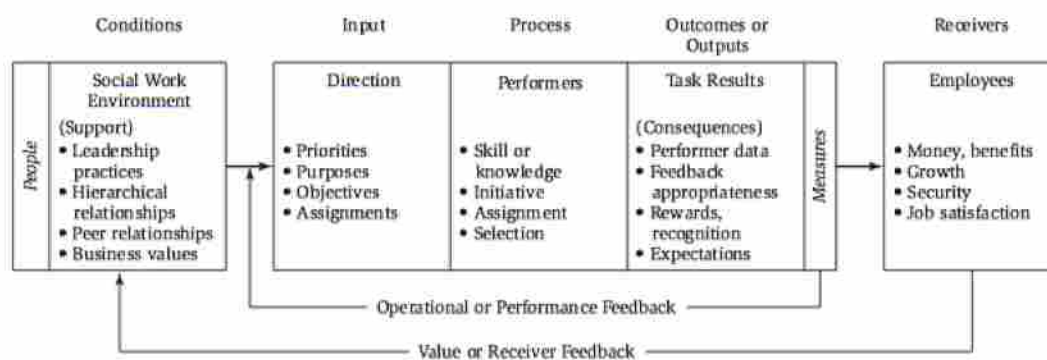 Conditions
Input
Process
Outcomes or
Outputs
Receivers
People
Social Work
Environment
(Support)
• Leadership
practices
• Hierarchical
relationships
• Peer relationships
• Business values
Direction
• Priorities
• Purposes
• Objectives
• Assignments
Performers
• Skill or
knowledge
• Initiative
• Assignment
• Selection
Task Results
(Consequences)
• Performer data
• Feedback
appropriateness
• Rewards,
recognition
• Expectations
Measures
Employees
• Money, benefits
• Growth
• Security
• Job satisfaction
Operational or Performance Feedback
Value or Receiver Feedback